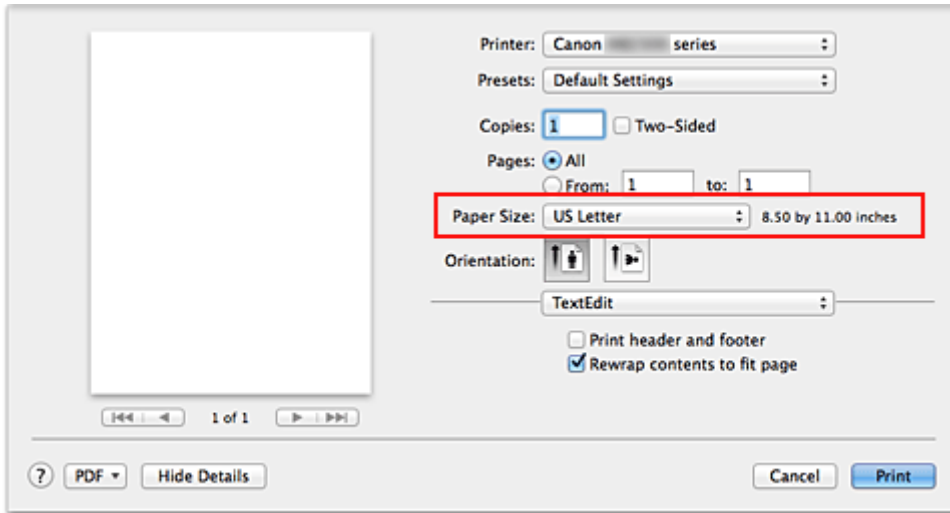 Printer: Canon series
Presets: Default Settings
Copies: 1 Two-Sided
Pages: All
From: 1 to: 1
Paper Size: US Letter 8.50 by 11.00 inches
Orientation:
TextEdit
Print header and footer
Rewrap contents to fit page
1 of 1
? PDF Hide Details Cancel Print